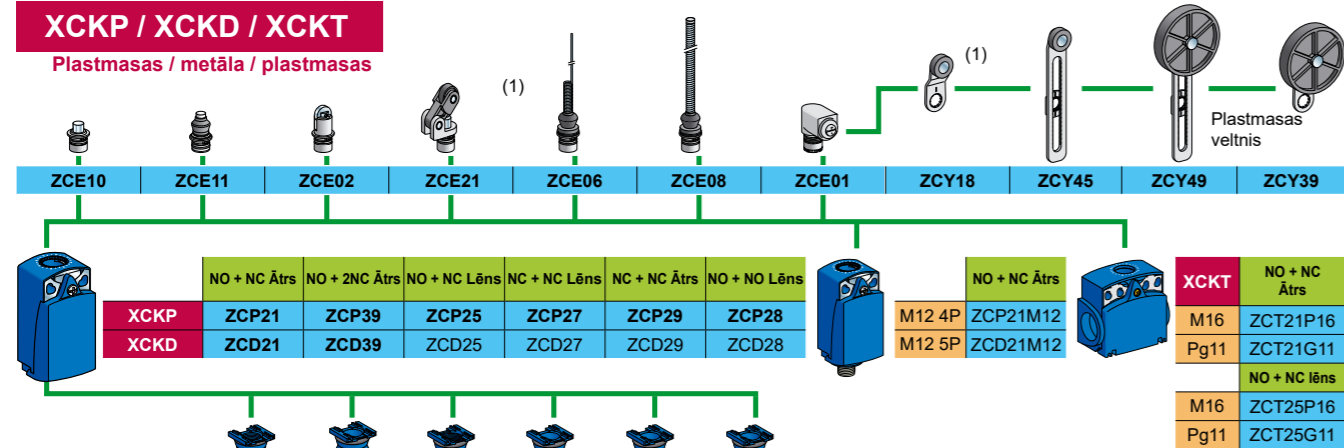 XCKP / XCKD / XCKT
Plastmasas / metāla / plastmasas
(1)
(1)
Plastmasas
veltnis
ZCE10 ZCE11 ZCE02 ZCE21 ZCE06 ZCE08 ZCE01 ZCY18 ZCY45 ZCY49 ZCY39
NO + NC Ātrs NO + 2NC Ātrs NO + NC Lēns NC + NC Lēns NC + NC Ātrs NO + NO Lēns
XCKP ZCP21 ZCP39 ZCP25 ZCP27 ZCP29 ZCP28
XCKD ZCD21 ZCD39 ZCD25 ZCD27 ZCD29 ZCD28
NO + NC Ātrs
M12 4P ZCP21M12
M12 5P ZCD21M12
XCKT NO + NC
Ātrs
M16 ZCT21P16
Pg11 ZCT21G11
NO + NC lēns
M16 ZCT25P16
Pg11 ZCT25G11